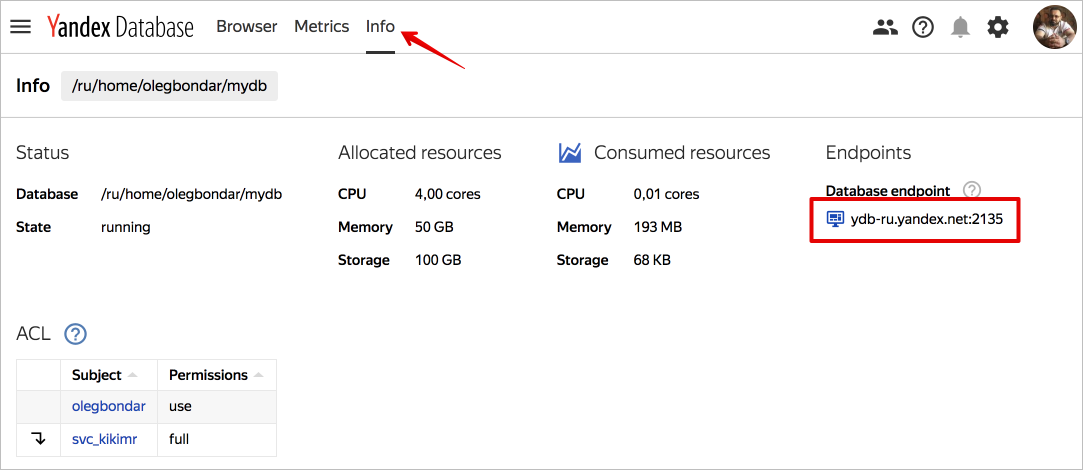 Yandex Database Browser Metrics Info
Info /ru/home/olegbondar/mydb
Status
Database /ru/home/olegbondar/mydb
State running
Allocated resources
CPU 4,00 cores
Memory 50 GB
Storage 100 GB
Consumed resources
CPU 0,01 cores
Memory 193 MB
Storage 68 KB
Endpoints
Database endpoint ?
ydb-ru.yandex.net:2135
ACL ?
Subject Permissions
olegbondar use
svc_kikimr full